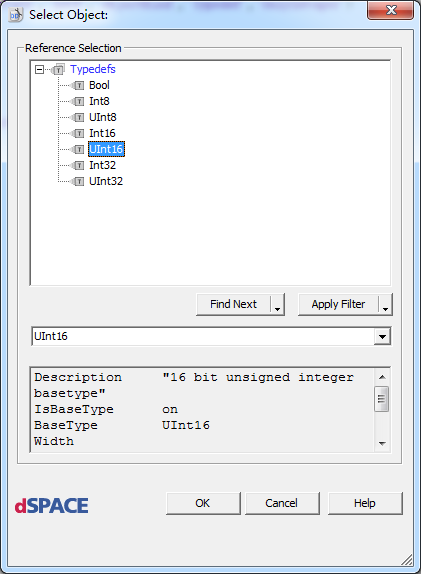 Select Object:
Reference Selection
Typedefs
Bool
Int8
UInt8
Int16
UInt16
Int32
UInt32
Find Next
Apply Filter
UInt16
Description "16 bit unsigned integer
basetype"
IsBaseType on
BaseType UInt16
Width
dSPACE
OK
Cancel
Help